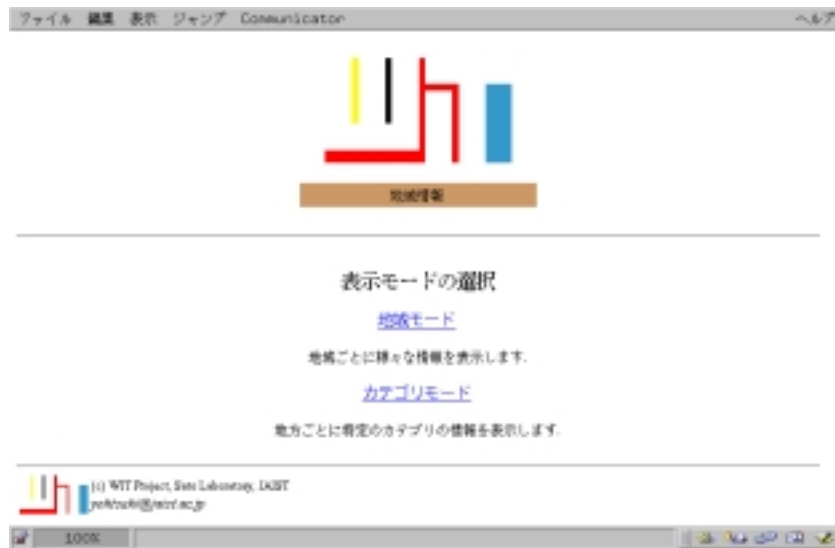 ファイル 編集 表示 ジャンプ Communicator ヘルプ
地域情報
表示モードの選択
地域モード
地域ごとに様々な情報を表示します.
カテゴリモード
地方ごとに特定のカテゴリの情報を表示します.
(c) WIT Project, Sato Laboratory, JAIST
100%